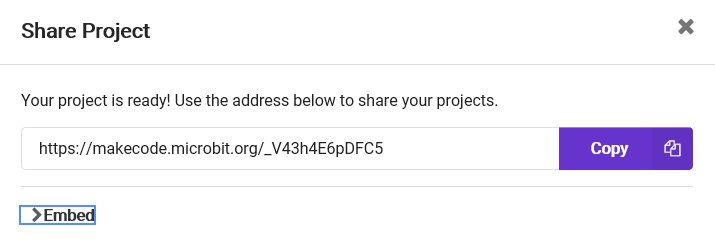 Share Project
Your project is ready! Use the address below to share your projects.
https://makecode.microbit.org/_V43h4E6pDFC5
Copy
Embed